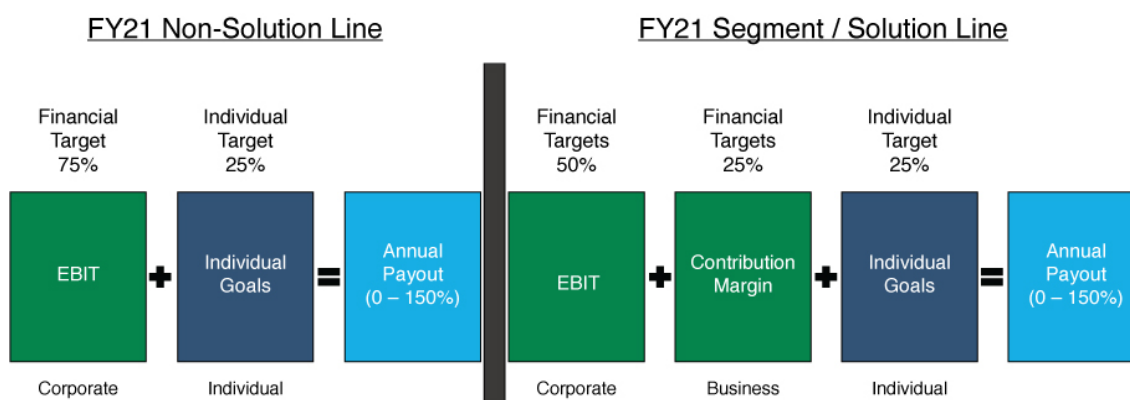 FY21 Non-Solution Line
Financial
Target
75%
Individual
Target
25%
EBIT
+
Individual
Goals
=
Annual
Payout
(0 – 150%)
Corporate
Individual
FY21 Segment / Solution Line
Financial
Targets
50%
Financial
Targets
25%
Individual
Target
25%
EBIT
+
Contribution
Margin
+
Individual
Goals
=
Annual
Payout
(0 – 150%)
Corporate
Business
Individual